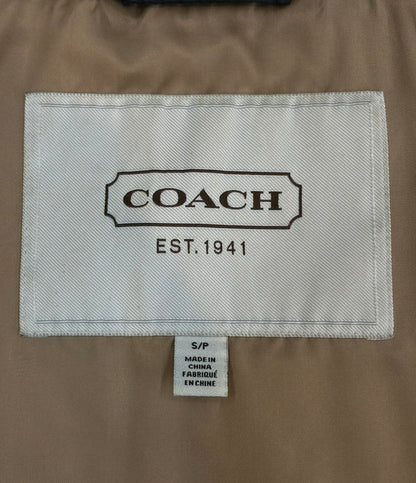 COACH
EST. 1941
S/P
MADE IN
CHINA
FABRIQUÉ
EN CHINE